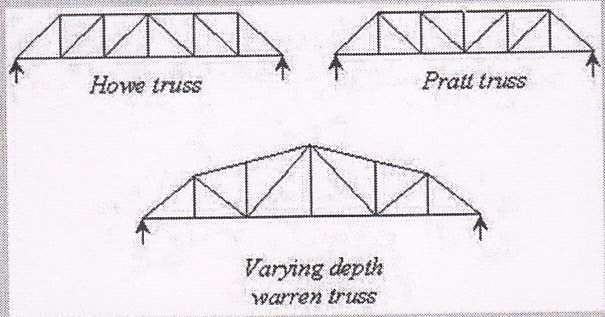 Howe truss
Pratt truss
Varying depth
warren truss